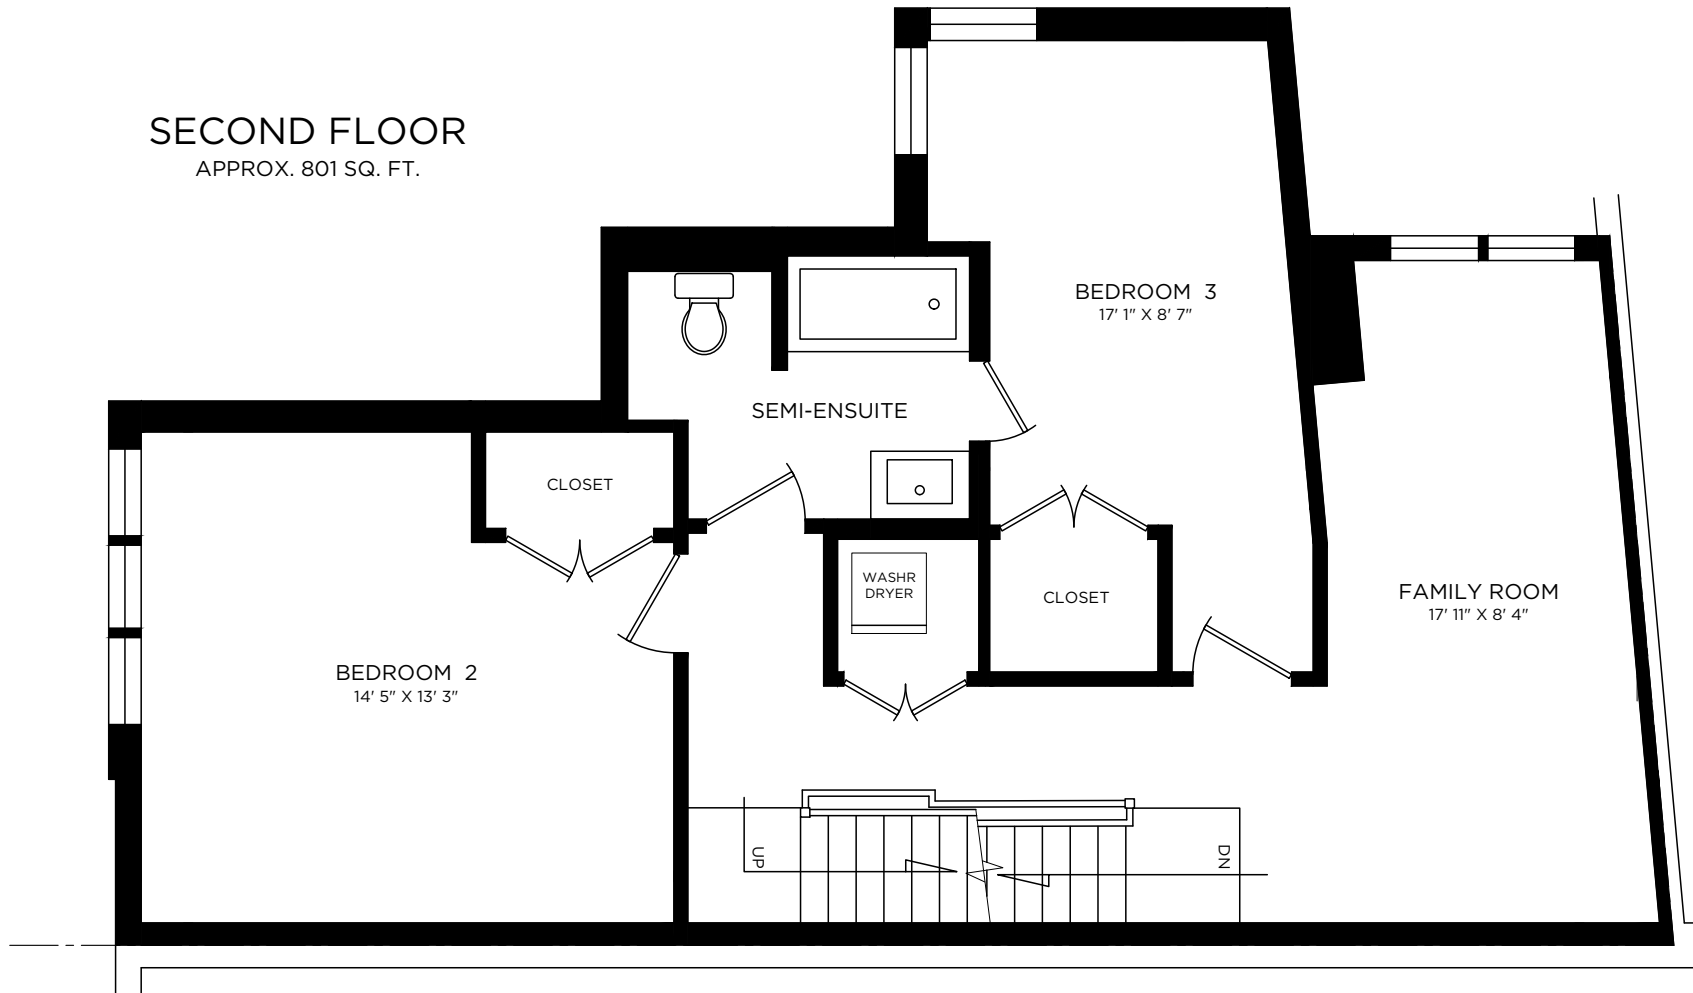 SECOND FLOOR
APPROX. 801 SQ. FT.
BEDROOM 3
17' 1" X 8' 7"
SEMI-ENSUITE
CLOSET
WASHR
DRYER
CLOSET
FAMILY ROOM
17' 11" X 8' 4"
BEDROOM 2
14' 5" X 13' 3"
UP
DN